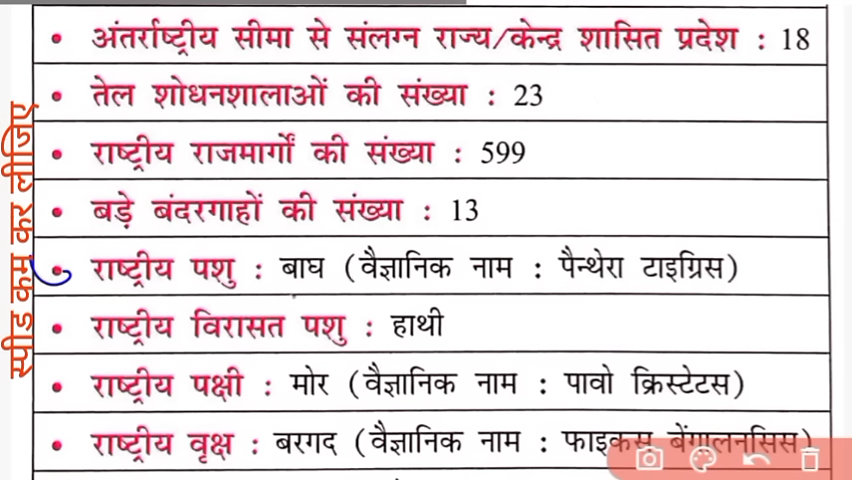 • अंतर्राष्ट्रीय सीमा से संलग्न राज्य/केन्द्र शासित प्रदेश : 18
• तेल शोधनशालाओं की संख्या : 23
• राष्ट्रीय राजमार्गों की संख्या : 599
• बड़े बंदरगाहों की संख्या : 13
• राष्ट्रीय पशु : बाघ (वैज्ञानिक नाम : पैन्थेरा टाइग्रिस)
• राष्ट्रीय विरासत पशु : हाथी
• राष्ट्रीय पक्षी : मोर (वैज्ञानिक नाम : पावो क्रिस्टेटस)
• राष्ट्रीय वृक्ष : बरगद (वैज्ञानिक नाम : फाइकस बेंगालनसिस)
स्पीड कम कर लीजिए